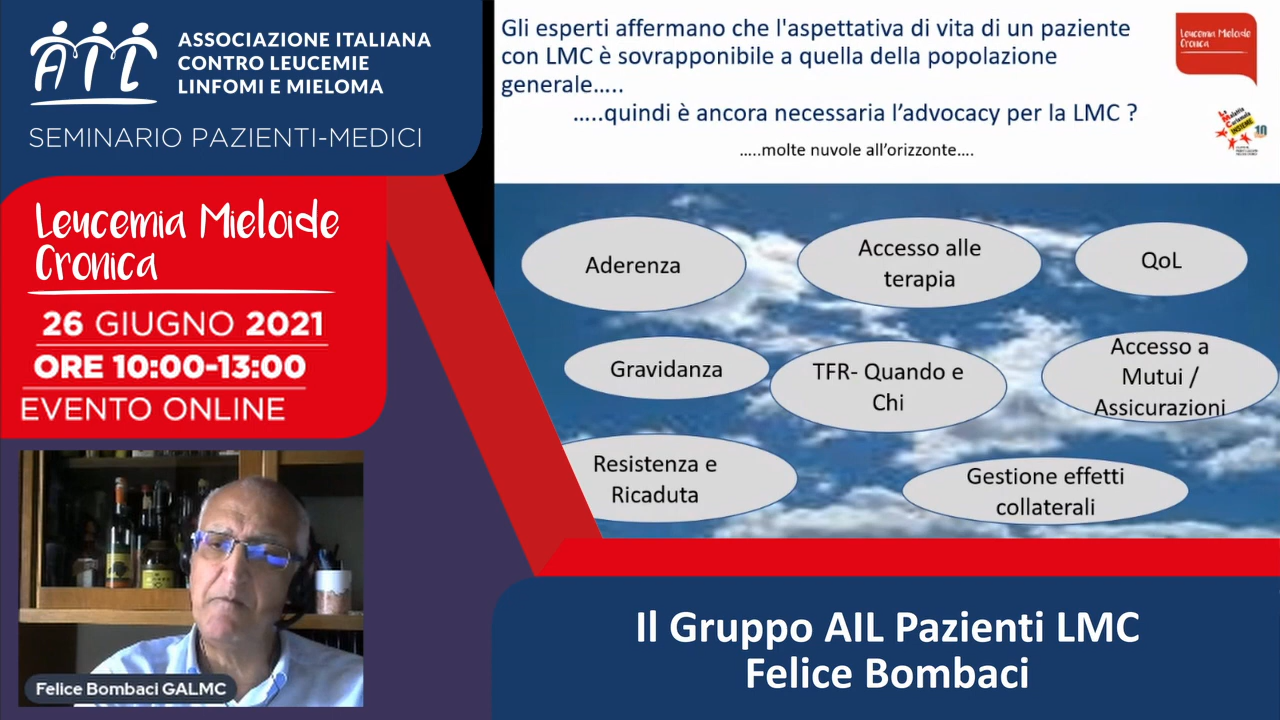 AIL
ASSOCIAZIONE ITALIANA
CONTRO LEUCEMIE
LINFOMI E MIELOMA
SEMINARIO PAZIENTI-MEDICI
Leucemia Mieloide
Cronica
26 GIUGNO 2021
ORE 10:00-13:00
EVENTO ONLINE
Felice Bombaci GALMC
Gli esperti affermano che l'aspettativa di vita di un paziente
con LMC è sovrapponibile a quella della popolazione
generale…..
…..quindi è ancora necessaria l’advocacy per la LMC ?
…..molte nuvole all’orizzonte….
Leucemia Mieloide
Cronica
INSIEME
10
Aderenza
Accesso alle
terapia
QoL
Gravidanza
TFR- Quando e
Chi
Accesso a
Mutui /
Assicurazioni
Resistenza e
Ricaduta
Gestione effetti
collaterali
Il Gruppo AIL Pazienti LMC
Felice Bombaci